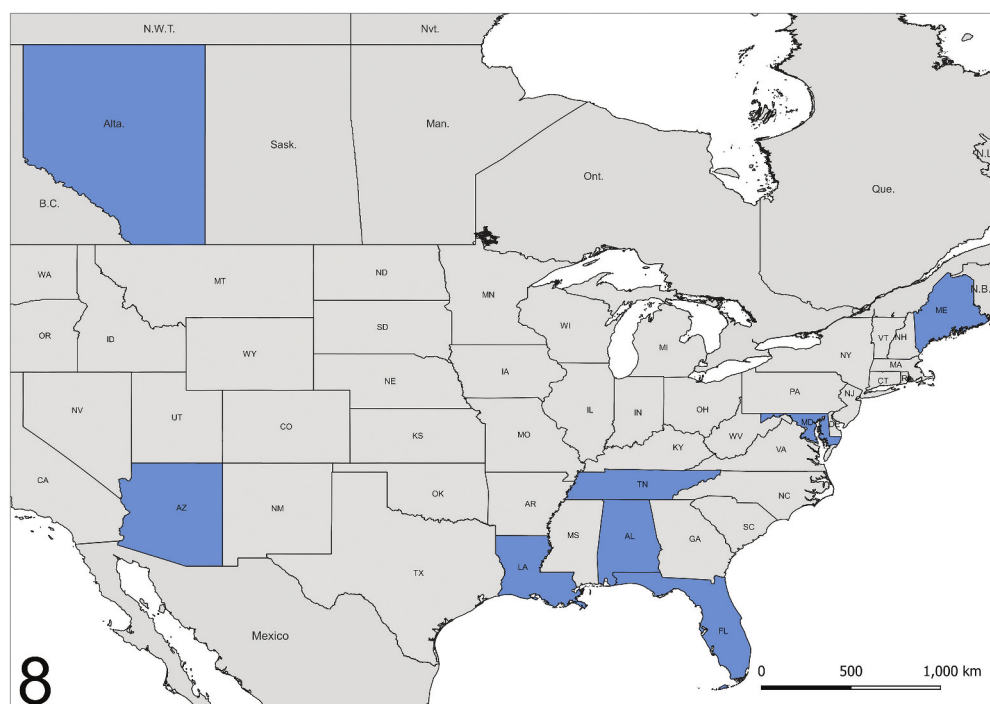 N.W.T.
Nvt.
Alta.
Sask.
Man.
Ont.
Que.
N.L
B.C.
N.B.
WA
MT
ND
MN
ME
OR
ID
SD
WI
MI
VT
NH
WY
NY
MA
CT
R
NE
IA
PA
NJ
NV
UT
CO
IL
IN
OH
MD
DE
KS
MO
WV
KY
VA
CA
AZ
NM
OK
AR
TN
NC
SC
MS
AL
GA
TX
LA
FL
Mexico
8
0 500 1,000 km